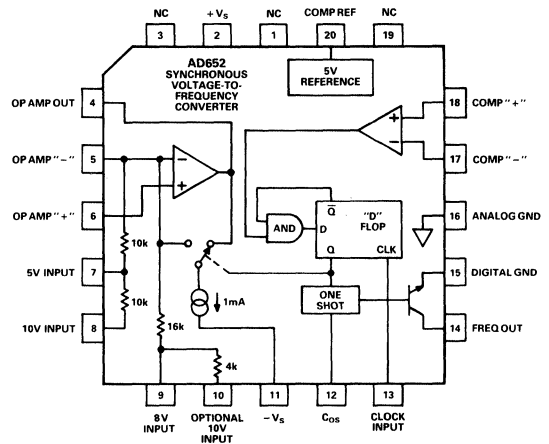 NC
+VS
NC
COMP REF
NC
3
2
1
20
19
AD652
SYNCHRONOUS
VOLTAGE-TO-
FREQUENCY
CONVERTER
5V
REFERENCE
OP AMP OUT
4
18
COMP "+"
OP AMP "–"
5
17
COMP "–"
OP AMP "+"
6
16
ANALOG GND
5V INPUT
7
15
DIGITAL GND
10V INPUT
8
14
FREQ OUT
–
+
+
–
10k
10k
16k
4k
1mA
AND
Q̅
"D"
FLOP
D
Q
CLK
ONE
SHOT
9
10
11
12
13
8V
INPUT
OPTIONAL
10V
INPUT
–VS
COS
CLOCK
INPUT